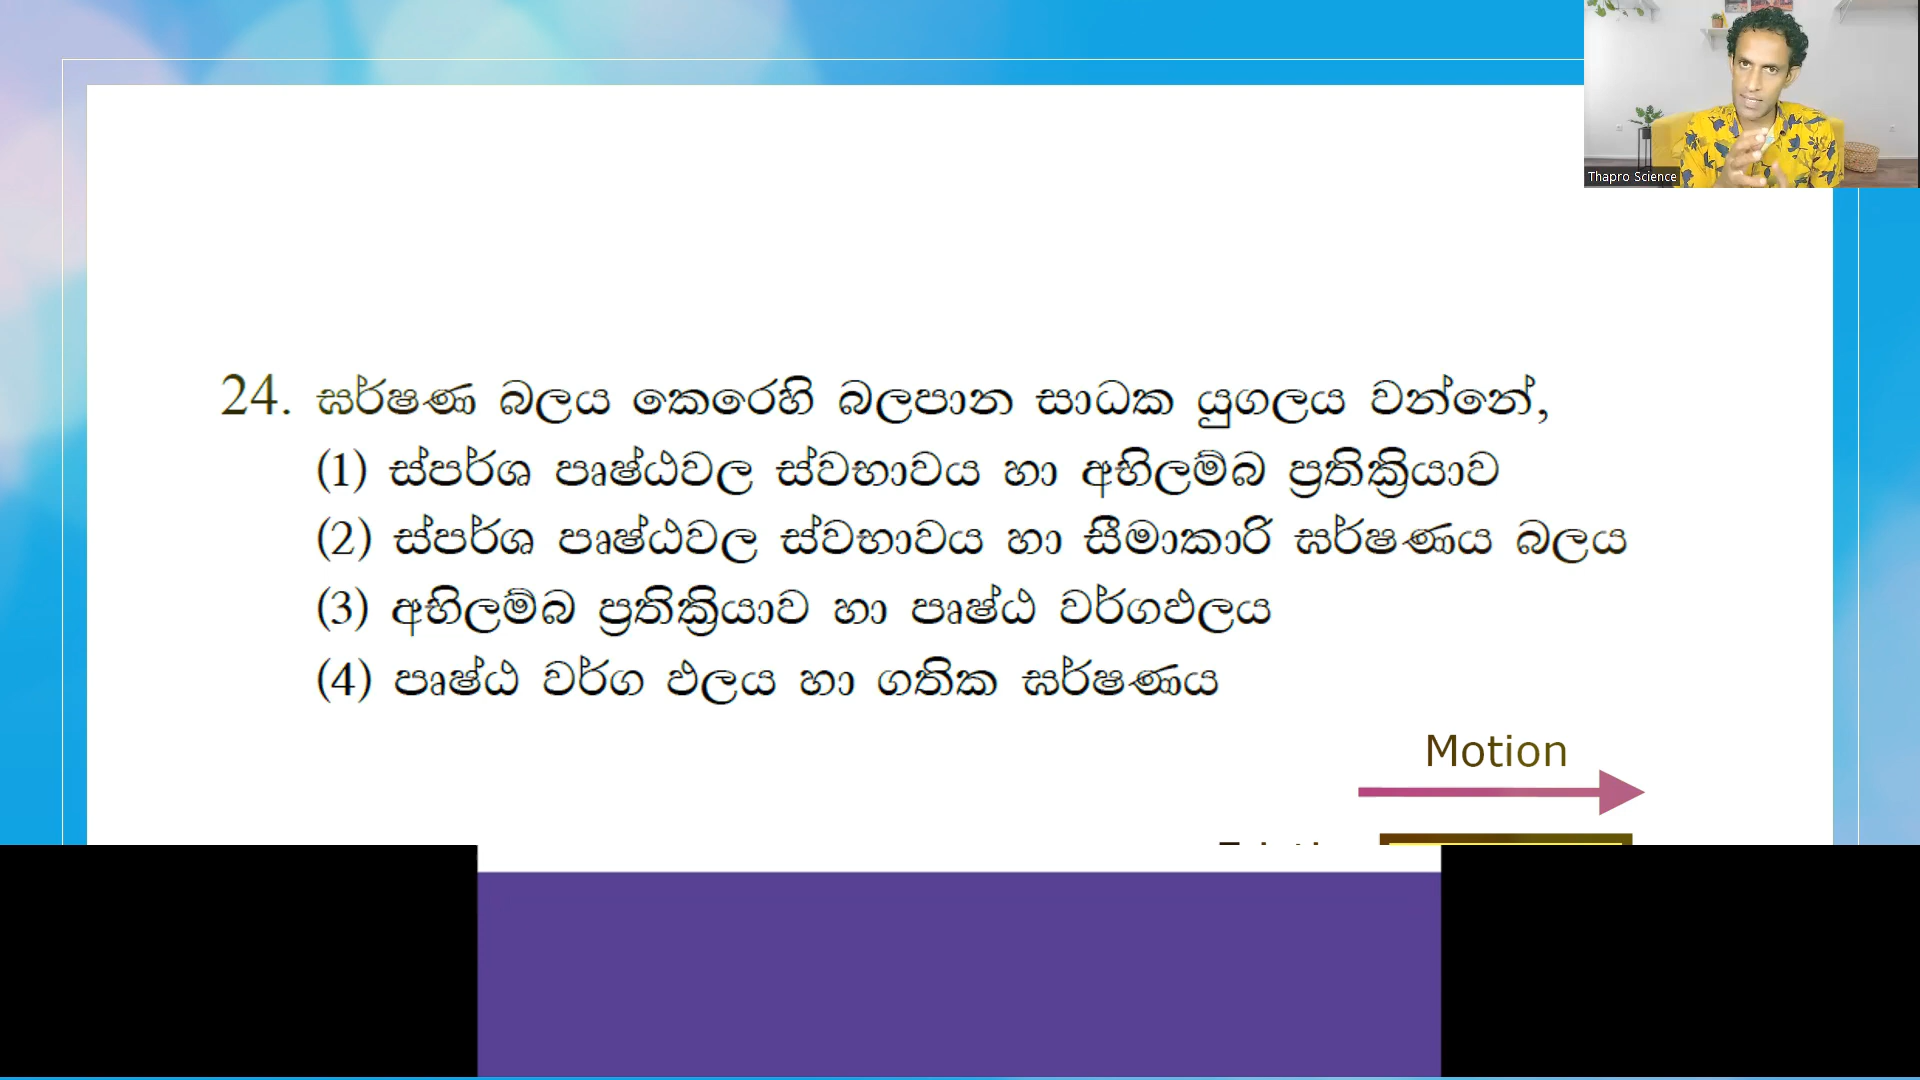 Thapro Science
24. ඝර්ෂණ බලය කෙරෙහි බලපාන සාධක යුගලය වන්නේ,
(1) ස්පර්ශ පෘෂ්ඨවල ස්වභාවය හා අභිලම්බ ප්‍රතික්‍රියාව
(2) ස්පර්ශ පෘෂ්ඨවල ස්වභාවය හා සීමාකාරී ඝර්ෂණය බලය
(3) අභිලම්බ ප්‍රතික්‍රියාව හා පෘෂ්ඨ වර්ගඵලය
(4) පෘෂ්ඨ වර්ග ඵලය හා ගතික ඝර්ෂණය
Motion